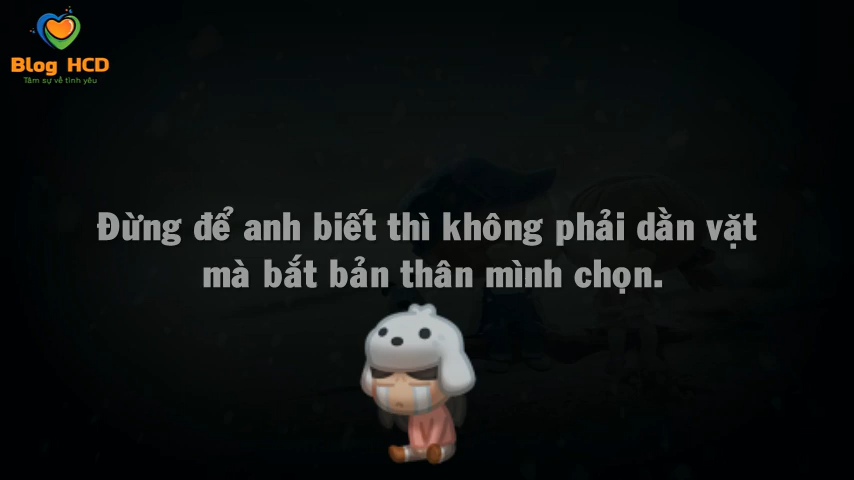 Blog HCD
Tâm sự về tình yêu
Đừng để anh biết thì không phải dằn vặt
mà bắt bản thân mình chọn.